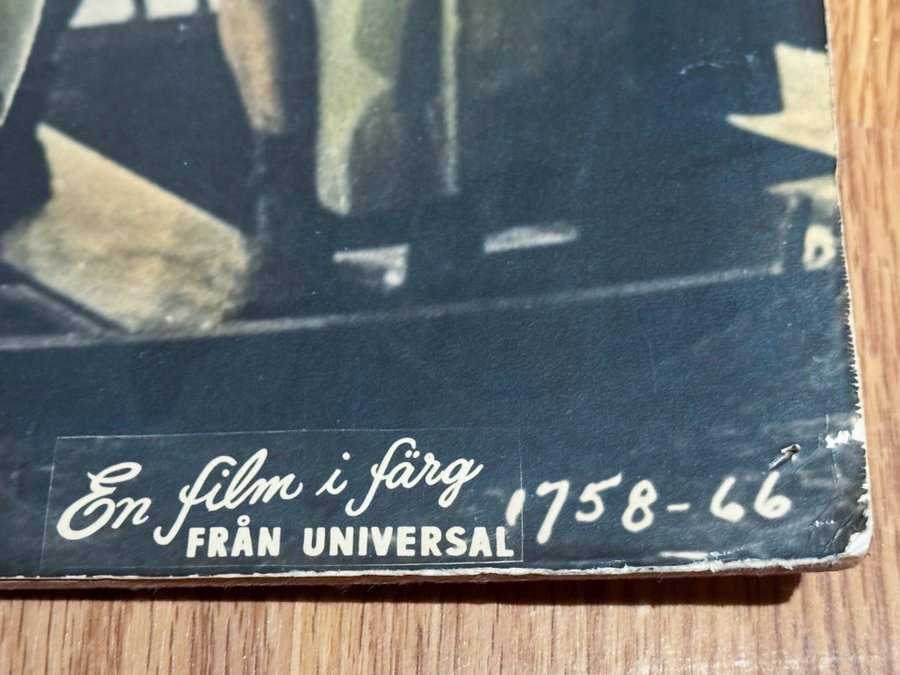 En film i färg
FRÅN UNIVERSAL
1758-66